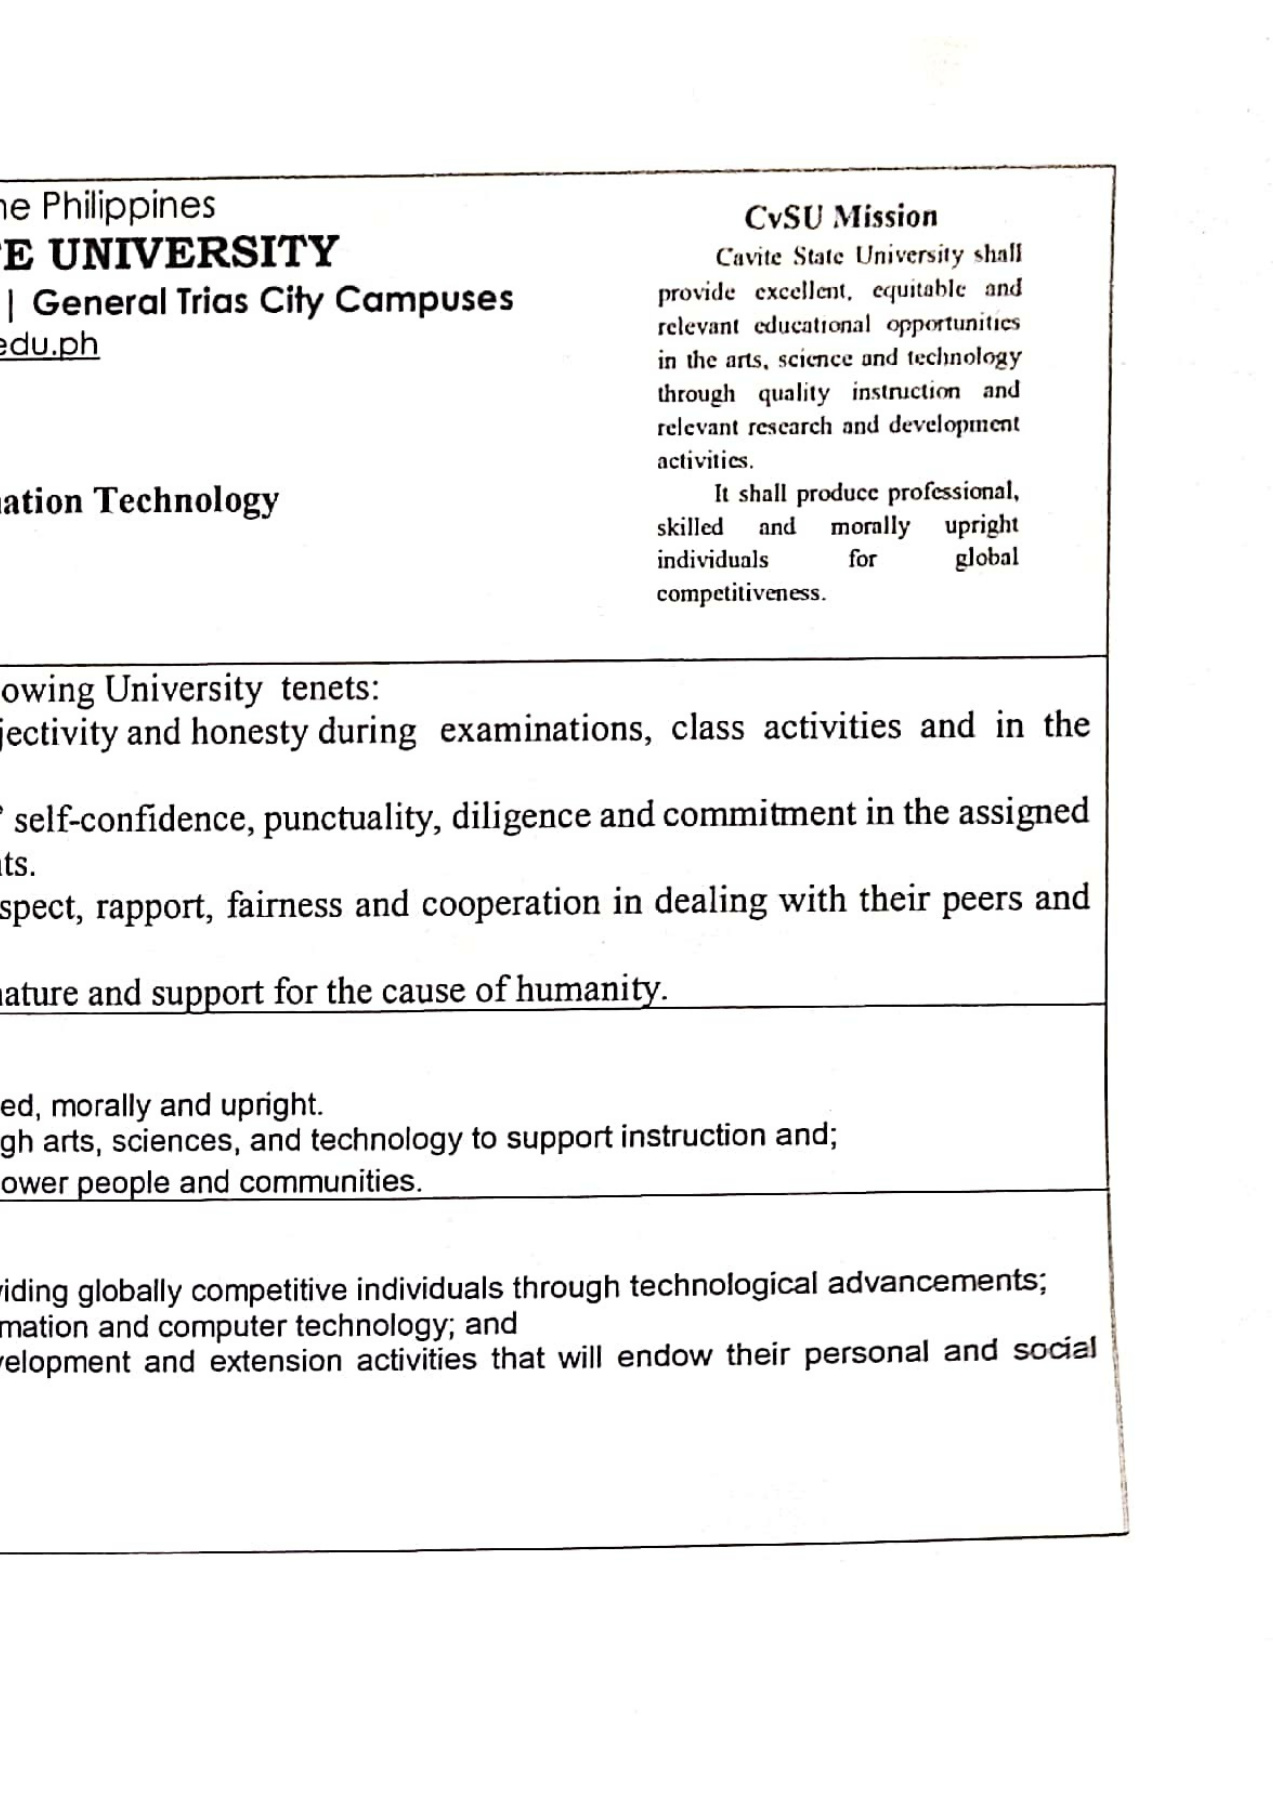 he Philippines
E UNIVERSITY
| General Trias City Campuses
edu.ph
ation Technology
CvSU Mission
Cavite State University shall
provide excellent, equitable and
relevant educational opportunities
in the arts, science and technology
through quality instruction and
relevant research and development
activities.
It shall produce professional,
skilled and morally upright
individuals for global
competitiveness.
owing University tenets:
jectivity and honesty during examinations, class activities and in the
self-confidence, punctuality, diligence and commitment in the assigned
ts.
spect, rapport, fairness and cooperation in dealing with their peers and
nature and support for the cause of humanity.
ed, morally and upright.
gh arts, sciences, and technology to support instruction and;
ower people and communities.
viding globally competitive individuals through technological advancements;
mation and computer technology; and
velopment and extension activities that will endow their personal and social